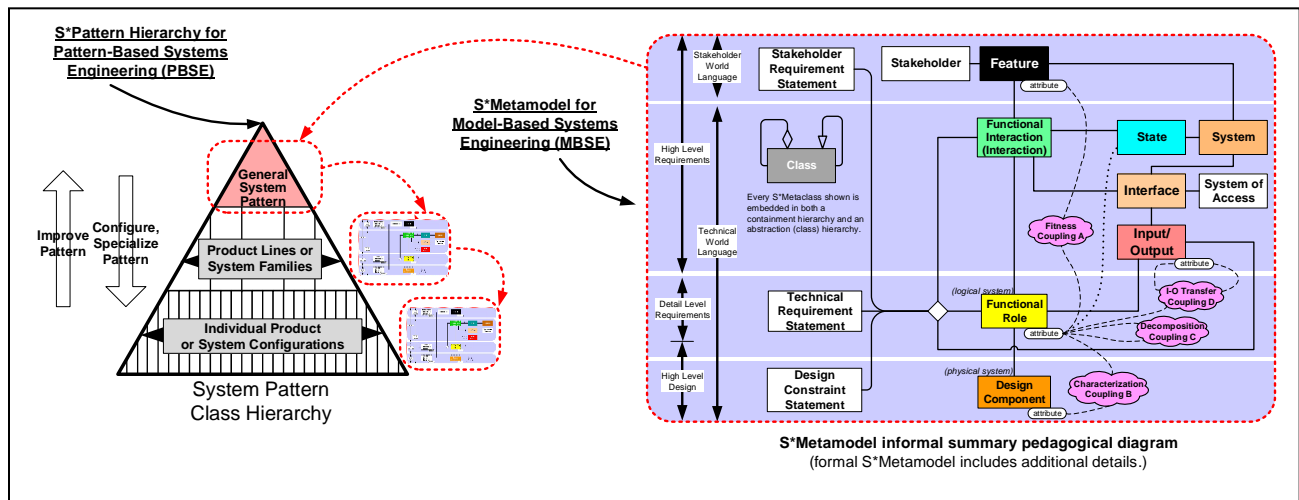 S*Pattern Hierarchy for
Pattern-Based Systems
Engineering (PBSE)
S*Metamodel for
Model-Based Systems
Engineering (MBSE)
General
System
Pattern
Improve
Pattern
Configure,
Specialize
Pattern
Product Lines or
System Families
Individual Product
or System Configurations
System Pattern
Class Hierarchy
Stakeholder
World
Language
High Level
Requirements
Technical
World
Language
Detail Level
Requirements
High Level
Design
Stakeholder
Requirement
Statement
Stakeholder
Feature
attribute
Functional
Interaction
(Interaction)
State
System
Class
Every S*Metaclass shown is
embedded in both a
containment hierarchy and an
abstraction (class) hierarchy.
Interface
System of
Access
Fitness
Coupling A
Input/
Output
attribute
Technical
Requirement
Statement
(logical system)
Functional
Role
attribute
I-O Transfer
Coupling D
Decomposition
Coupling C
Design
Constraint
Statement
(physical system)
Design
Component
attribute
Characterization
Coupling B
S*Metamodel informal summary pedagogical diagram
(formal S*Metamodel includes additional details.)